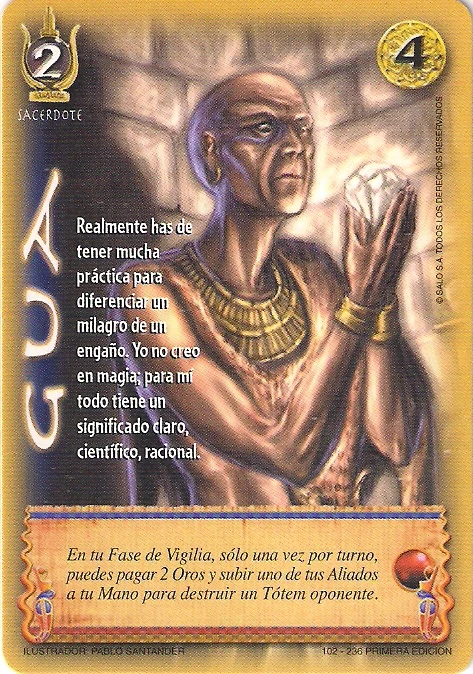 2
4
SACERDOTE
GUA
Realmente has de
tener mucha
práctica para
diferenciar un
milagro de un
engaño. Yo no creo
en magia; para mí
todo tiene un
significado claro,
científico, racional.
© SALO S.A. TODOS LOS DERECHOS RESERVADOS
En tu Fase de Vigilia, sólo una vez por turno,
puedes pagar 2 Oros y subir uno de tus Aliados
a tu Mano para destruir un Tótem oponente.
ILUSTRADOR: PABLO SANTANDER
102 - 236 PRIMERA EDICION